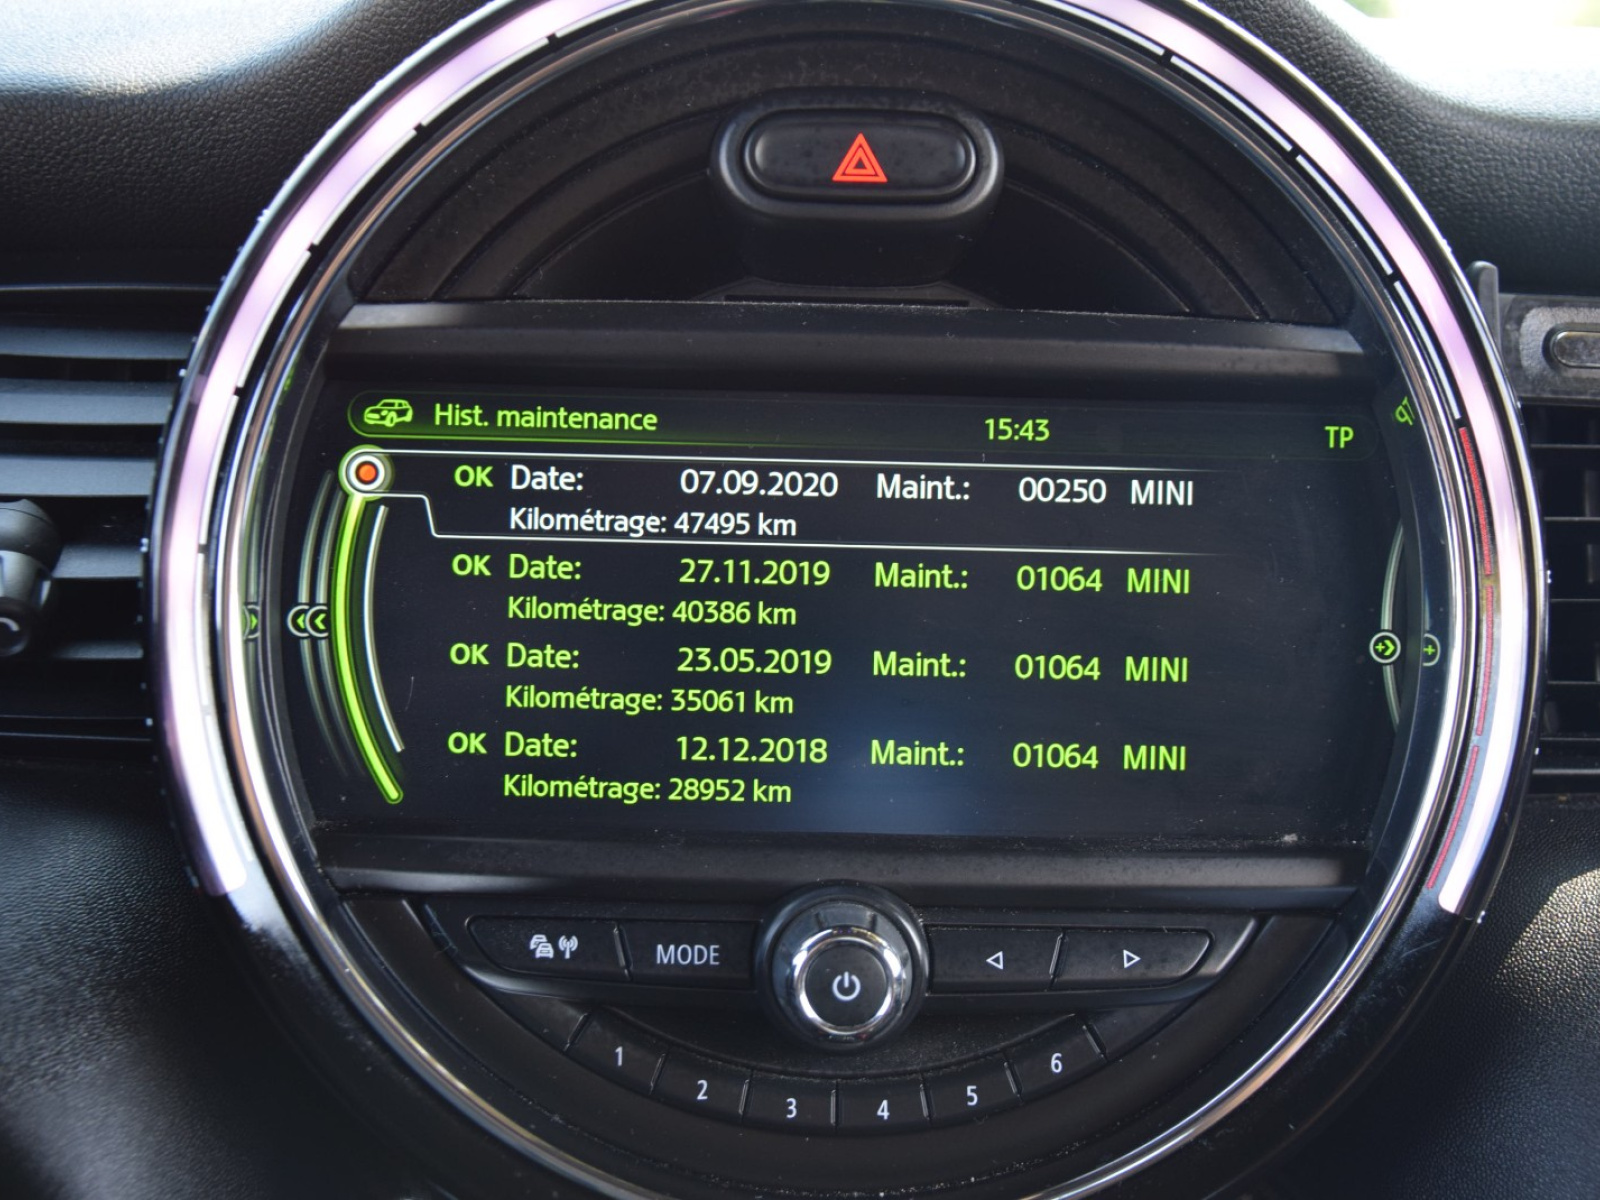 Hist. maintenance 15:43 TP
OK Date: 07.09.2020 Maint.: 00250 MINI
Kilométrage: 47495 km
OK Date: 27.11.2019 Maint.: 01064 MINI
Kilométrage: 40386 km
OK Date: 23.05.2019 Maint.: 01064 MINI
Kilométrage: 35061 km
OK Date: 12.12.2018 Maint.: 01064 MINI
Kilométrage: 28952 km
MODE
1 2 3 4 5 6